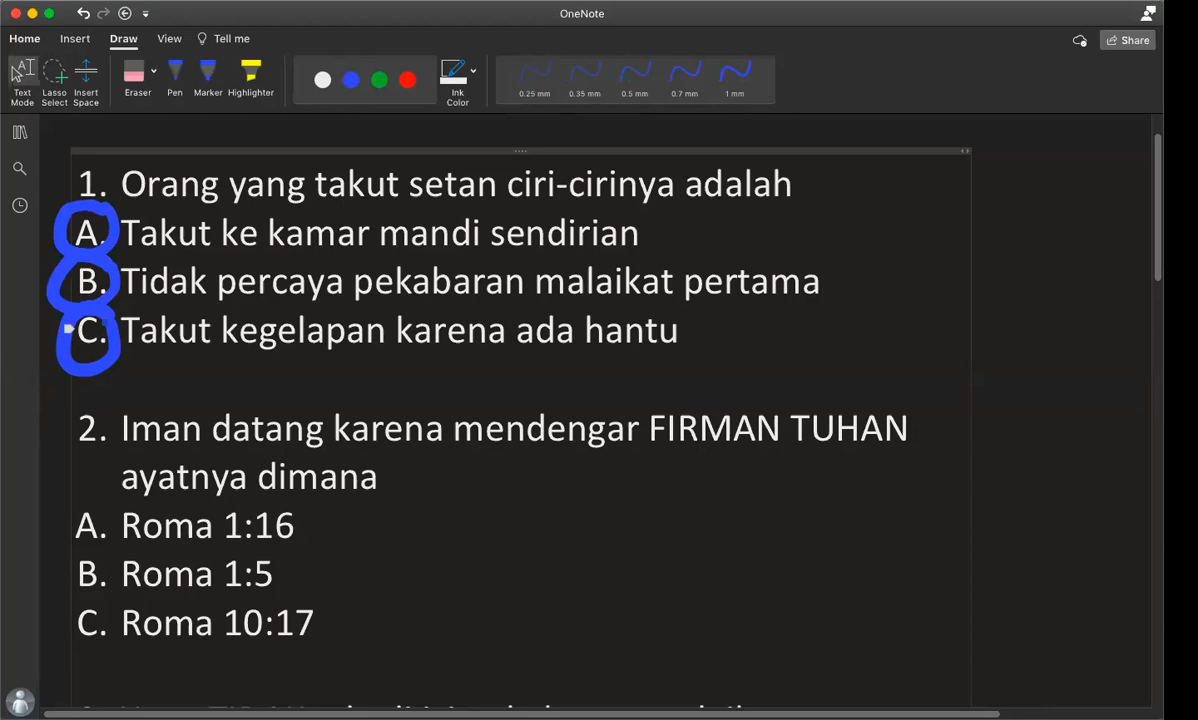 OneNote
Home Insert Draw View Tell me
Share
Text Mode
Lasso Select
Insert Space
Eraser
Pen
Marker
Highlighter
Ink Color
0.25 mm 0.35 mm 0.5 mm 0.7 mm 1 mm
1. Orang yang takut setan ciri-cirinya adalah
A. Takut ke kamar mandi sendirian
B. Tidak percaya pekabaran malaikat pertama
C. Takut kegelapan karena ada hantu
2. Iman datang karena mendengar FIRMAN TUHAN
ayatnya dimana
A. Roma 1:16
B. Roma 1:5
C. Roma 10:17